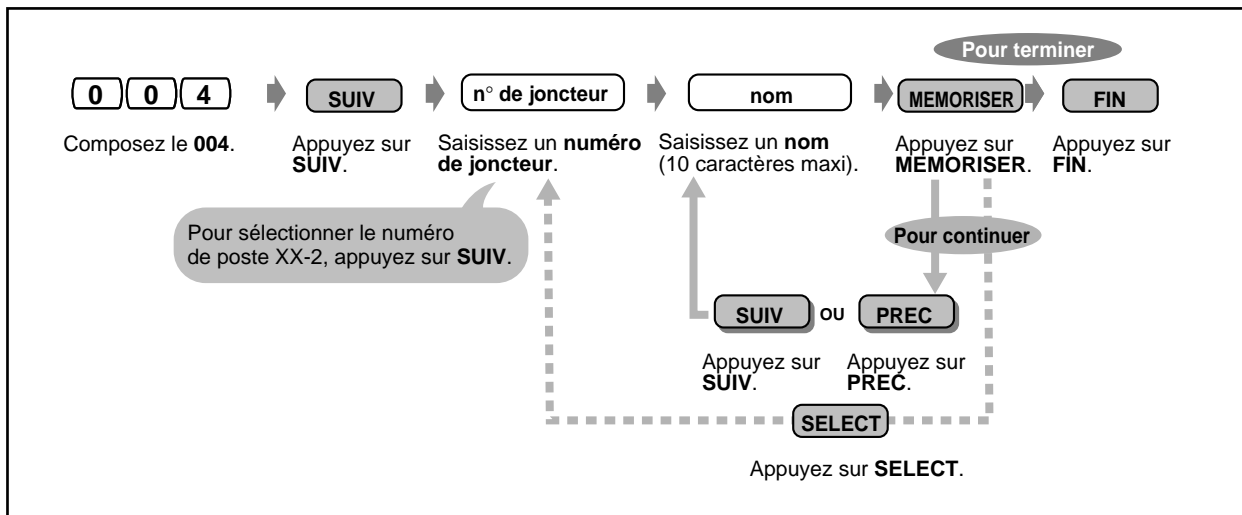 Pour terminer
0 0 4
SUIV
n° de joncteur
nom
MEMORISER
FIN
Composez le 004.
Appuyez sur
SUIV.
Saisissez un numéro
de joncteur.
Saisissez un nom
(10 caractères maxi).
Appuyez sur
MEMORISER.
Appuyez sur
FIN.
Pour sélectionner le numéro
de poste XX-2, appuyez sur SUIV.
Pour continuer
SUIV
OU
PREC
Appuyez sur
SUIV.
Appuyez sur
PREC.
SELECT
Appuyez sur SELECT.